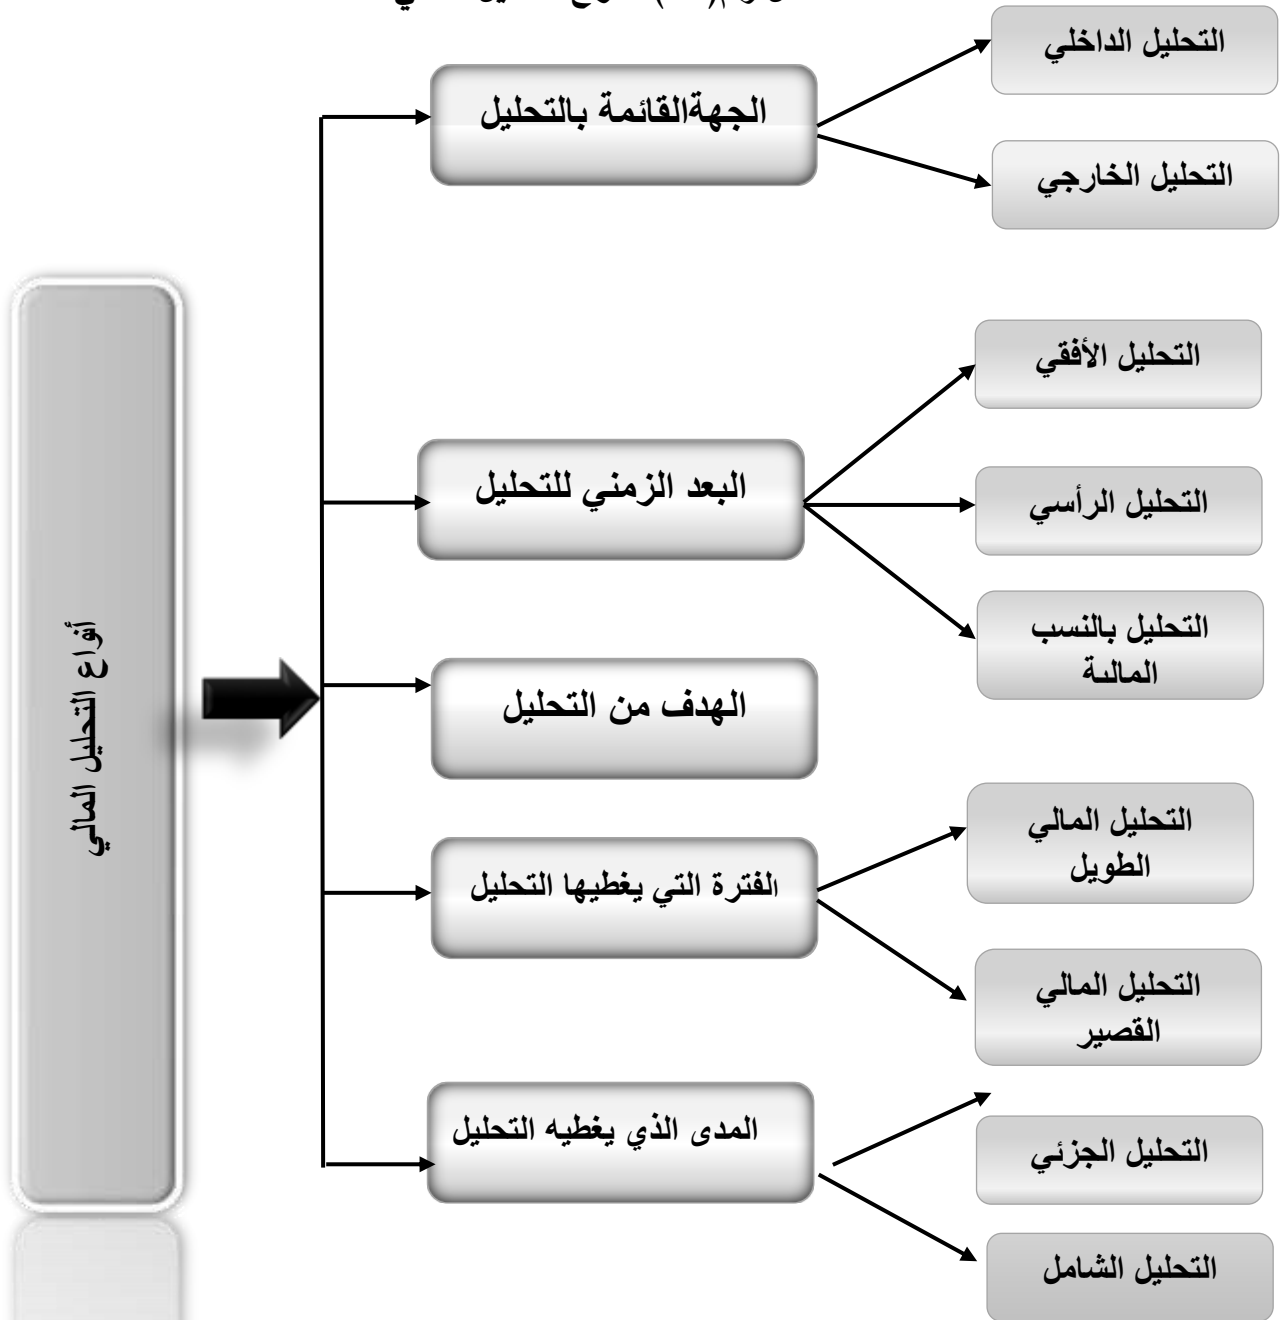 التحليل الداخلي
الجهةالقائمة بالتحليل
التحليل الخارجي
التحليل الأفقي
البعد الزمني للتحليل
التحليل الرأسي
التحليل بالنسب
المالية
أنواع التحليل المالي
الهدف من التحليل
التحليل المالي
الطويل
الفترة التي يغطيها التحليل
التحليل المالي
القصير
المدى الذي يغطيه التحليل
التحليل الجزئي
التحليل الشامل